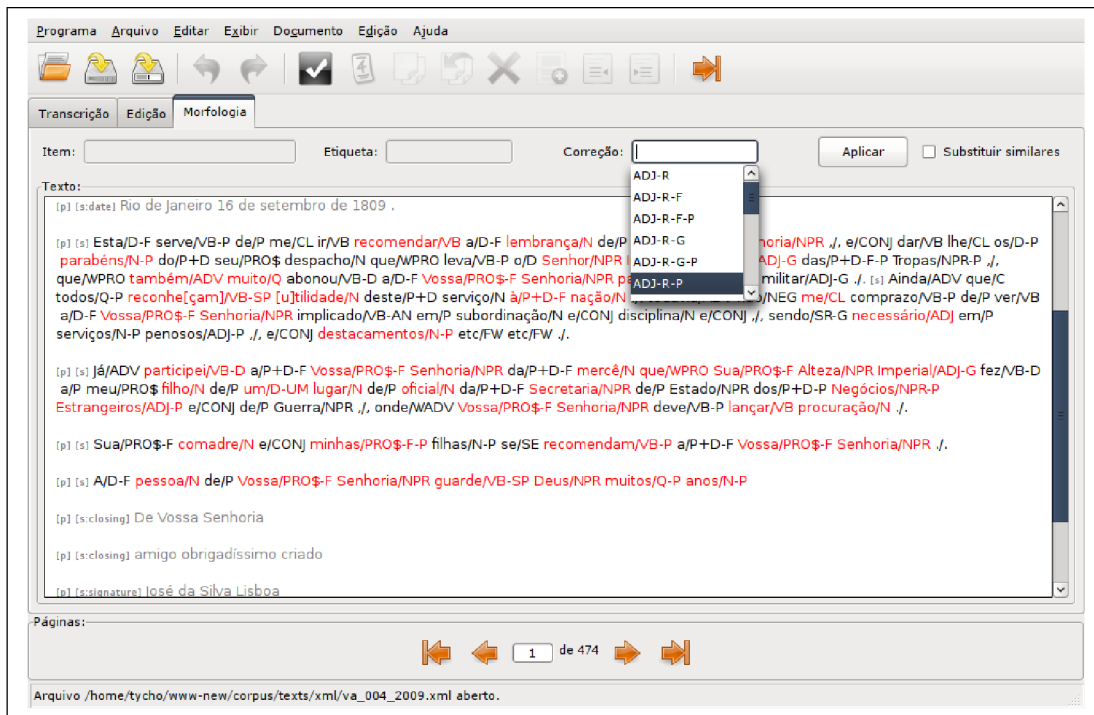 Programa Arquivo Editar Exibir Documento Edição Ajuda
Transcrição Edição Morfologia
Item: Etiqueta: Correção: Aplicar Substituir similares
ADJ-R
ADJ-R-F
ADJ-R-F-P
ADJ-R-G
ADJ-R-G-P
ADJ-R-P
Texto:
[p] [s:date] Rio de Janeiro 16 de setembro de 1809 .
[p] [s] Esta/D-F serve/VB-P de/P me/CL ir/VB recomendar/VB a/D-F lembrança/N de/P horia/NPR ,/, e/CONJ dar/VB lhe/CL os/D-P
parabéns/N-P do/P+D seu/PRO$ despacho/N que/WPRO leva/VB-P o/D Senhor/NPR ADJ-G das/P+D-F-P Tropas/NPR-P ,/,
que/WPRO também/ADV muito/Q abonou/VB-D a/D-F Vossa/PRO$-F Senhoria/NPR militar/ADJ-G ./. [s] Ainda/ADV que/C
todos/Q-P reconhe[çam]/VB-SP [u]tilidade/N deste/P+D serviço/N à/P+D-F nação/N /NEG me/CL comprazo/VB-P de/P ver/VB
a/D-F Vossa/PRO$-F Senhoria/NPR implicado/VB-AN em/P subordinação/N e/CONJ disciplina/N e/CONJ ,/, sendo/SR-G necessário/ADJ em/P
serviços/N-P penosos/ADJ-P ,/, e/CONJ destacamentos/N-P etc/FW etc/FW ./.
[p] [s] Já/ADV participei/VB-D a/P+D-F Vossa/PRO$-F Senhoria/NPR da/P+D-F mercê/N que/WPRO Sua/PRO$-F Alteza/NPR Imperial/ADJ-G fez/VB-D
a/P meu/PRO$ filho/N de/P um/D-UM lugar/N de/P oficial/N da/P+D-F Secretaria/NPR de/P Estado/NPR dos/P+D-P Negócios/NPR-P
Estrangeiros/ADJ-P e/CONJ de/P Guerra/NPR ,/, onde/WADV Vossa/PRO$-F Senhoria/NPR deve/VB-P lançar/VB procuração/N ./.
[p] [s] Sua/PRO$-F comadre/N e/CONJ minhas/PRO$-F-P filhas/N-P se/SE recomendam/VB-P a/P+D-F Vossa/PRO$-F Senhoria/NPR ./.
[p] [s] A/D-F pessoa/N de/P Vossa/PRO$-F Senhoria/NPR guarde/VB-SP Deus/NPR muitos/Q-P anos/N-P
[p] [s:closing] De Vossa Senhoria
[p] [s:closing] amigo obrigadíssimo criado
[p] [s:signature] José da Silva Lisboa
Páginas:
1 de 474
Arquivo /home/tycho/www-new/corpus/texts/xml/va_004_2009.xml aberto.